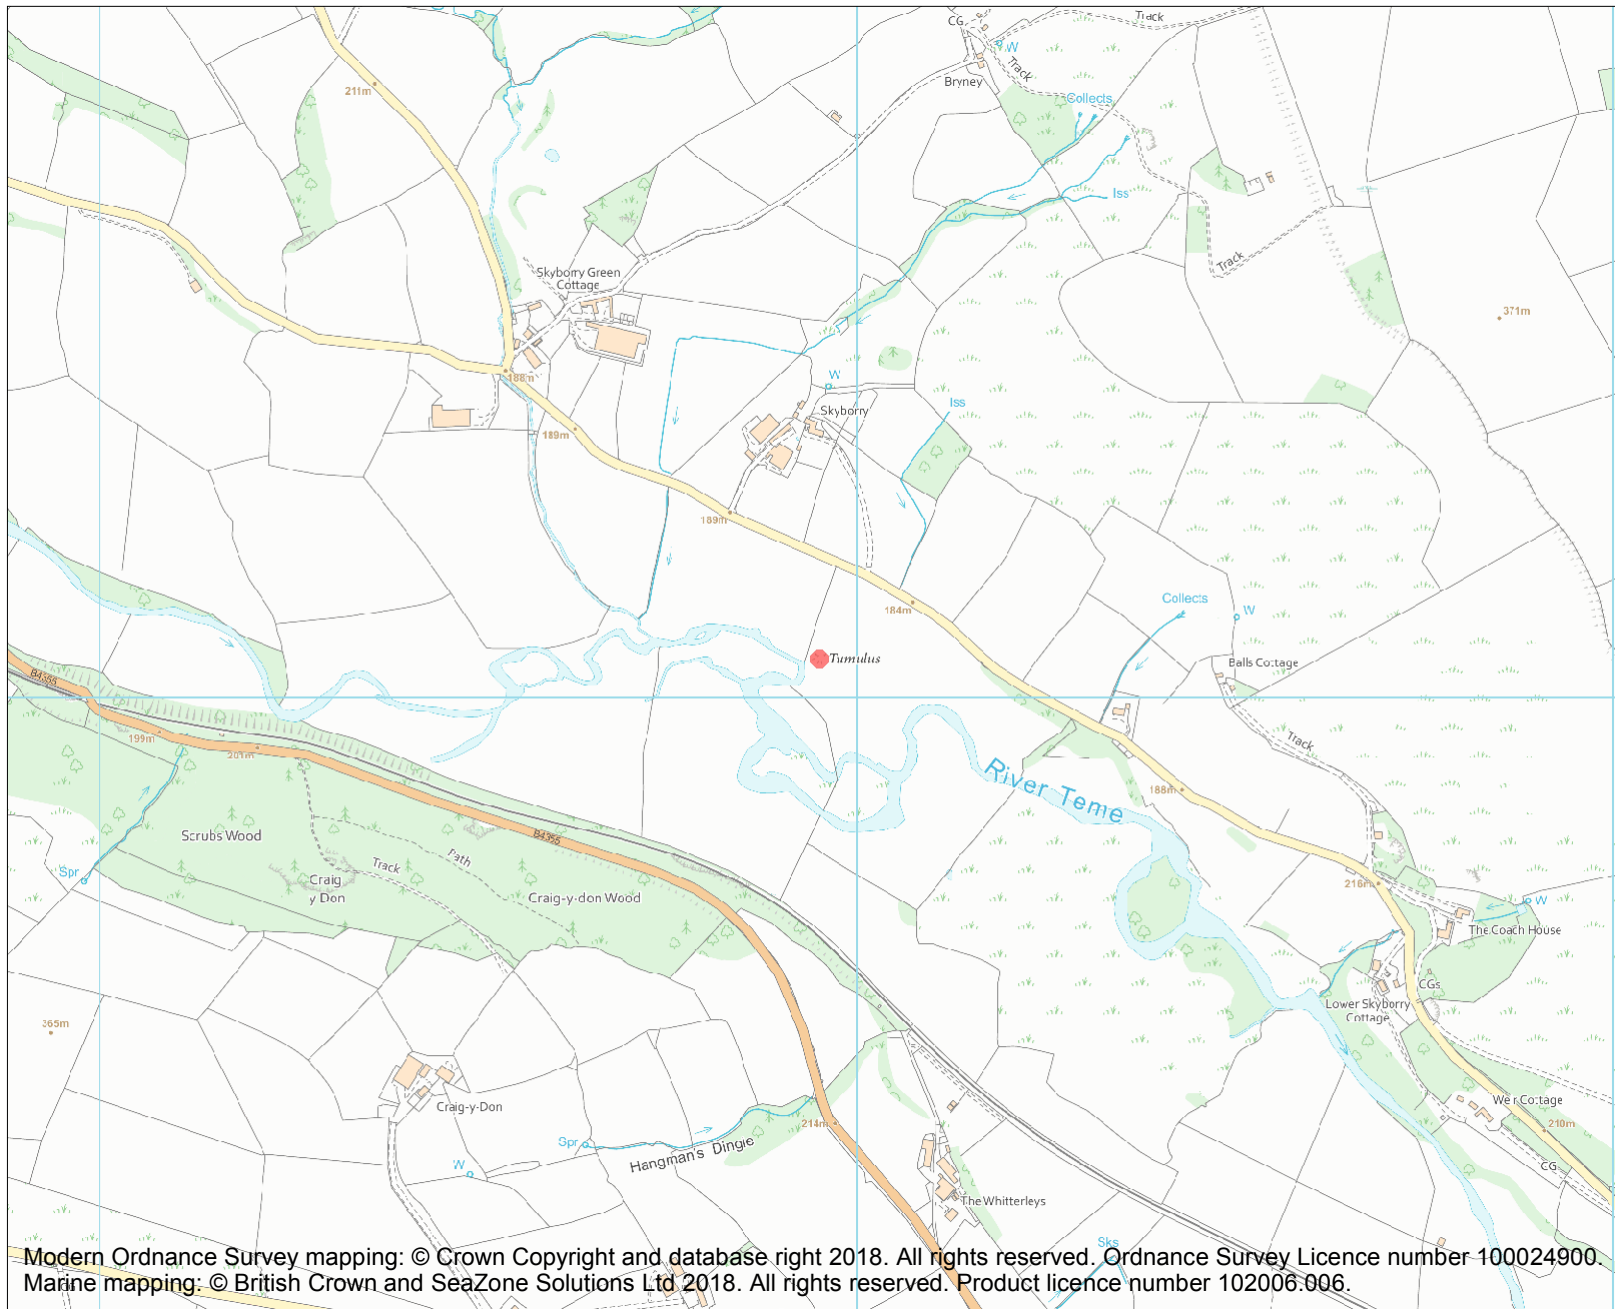 CG
Track
W
Track
Bryney
211m
Collects
Iss
Track
Skyborry Green
Cottage
371m
188m
W
Iss
Skyborry
189m
189m
184m
Collects
W
Tumulus
Balls Cottage
B4355
199m
201m
Track
River Teme
188m
Scrubs Wood
B4355
Path
Track
Spr
Craig
y Don
Craig-y-don Wood
216m
W
The Coach House
CGs
Lower Skyborry
Cottage
365m
Craig-y-Don
Weir Cottage
214m
210m
Spr
Hangman's Dingle
W
CG
The Whitterleys
Sks
Modern Ordnance Survey mapping: © Crown Copyright and database right 2018. All rights reserved. Ordnance Survey Licence number 100024900.
Marine mapping: © British Crown and SeaZone Solutions Ltd 2018. All rights reserved. Product licence number 102006.006.